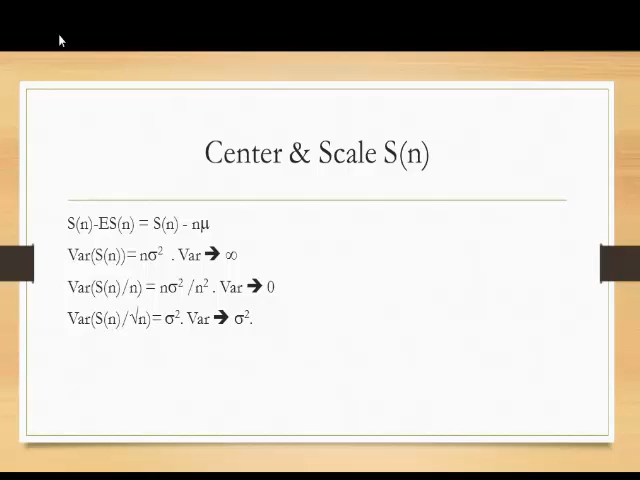 Center & Scale S(n)
S(n)-ES(n) = S(n) - nμ
Var(S(n))= nσ² . Var ➔ ∞
Var(S(n)/n) = nσ² /n² . Var ➔ 0
Var(S(n)/√n)= σ². Var ➔ σ².